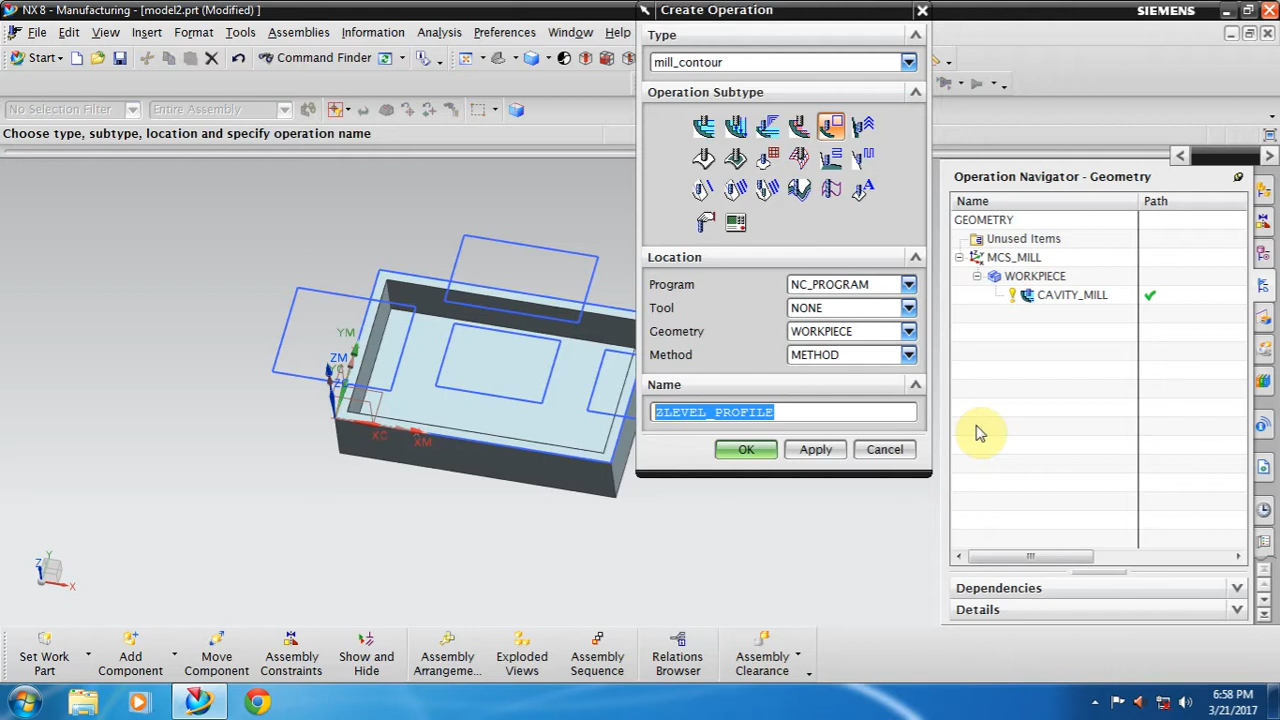 NX 8 - Manufacturing - [model2.prt (Modified) ]
SIEMENS
File Edit View Insert Format Tools Assemblies Information Analysis Preferences Window Help
Start
Command Finder
No Selection Filter
Entire Assembly
Choose type, subtype, location and specify operation name
Create Operation
Type
mill_contour
Operation Subtype
Location
Program NC_PROGRAM
Tool NONE
Geometry WORKPIECE
Method METHOD
Name
ZLEVEL_PROFILE
OK Apply Cancel
Operation Navigator - Geometry
Name Path
GEOMETRY
Unused Items
MCS_MILL
WORKPIECE
CAVITY_MILL
Dependencies
Details
YM
ZM
XC
XM
Y
Z
X
Set Work Part
Add Component
Move Component
Assembly Constraints
Show and Hide
Assembly Arrangeme...
Exploded Views
Assembly Sequence
Relations Browser
Assembly Clearance
6:58 PM
3/21/2017